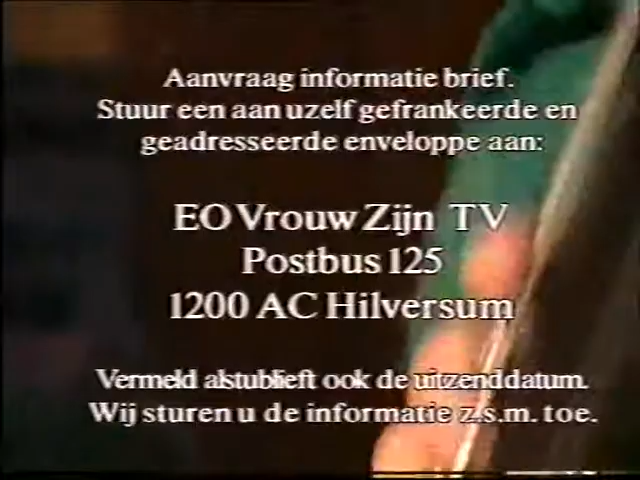 Aanvraag informatie brief.
Stuur een aan uzelf gefrankeerde en
geadresseerde enveloppe aan:
EO Vrouw Zijn TV
Postbus 125
1200 AC Hilversum
Vermeld alstublieft ook de uitzenddatum.
Wij sturen u de informatie z.s.m. toe.